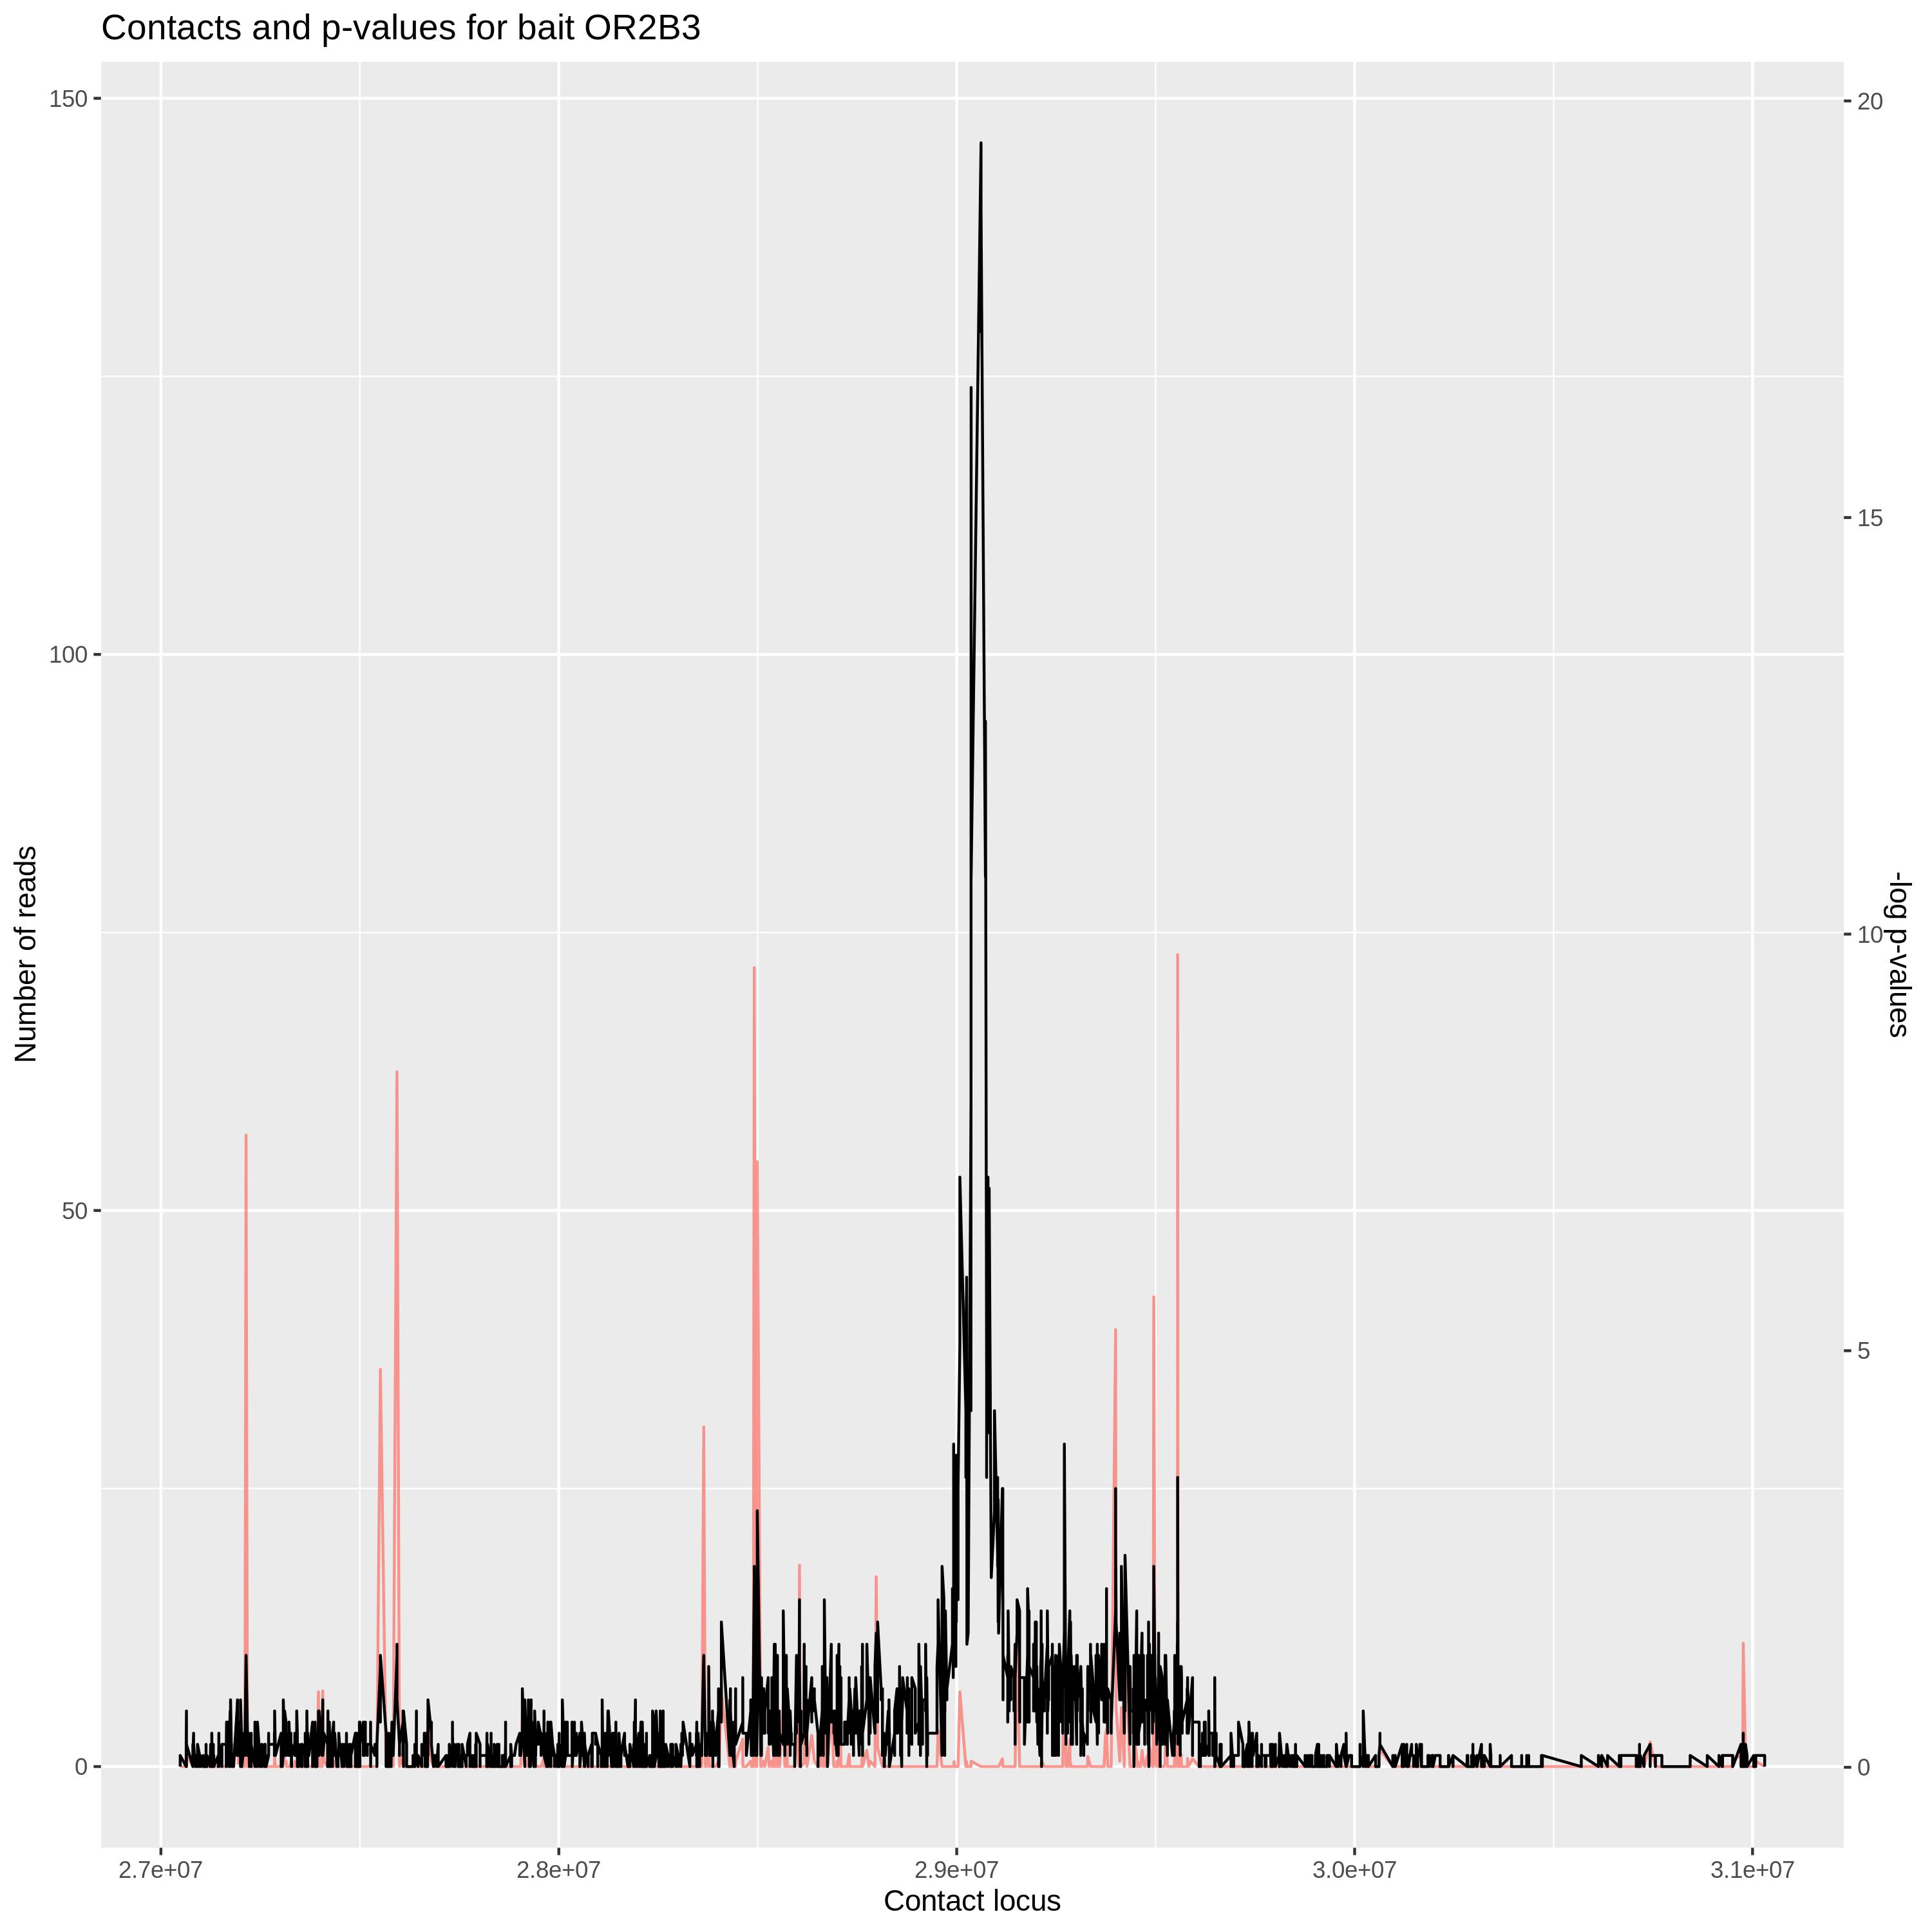 Contacts and p-values for bait OR2B3
150
100
50
0
20
15
10
5
0
Number of reads
-log p-values
2.7e+07 2.8e+07 2.9e+07 3.0e+07 3.1e+07
Contact locus